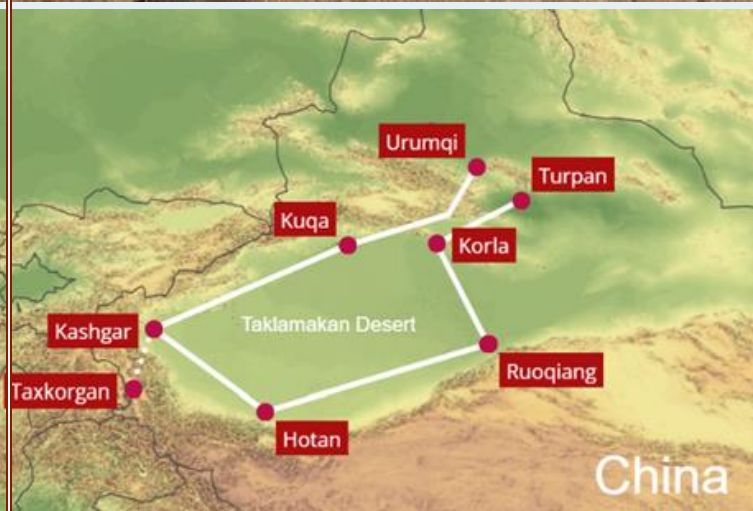 Urumqi
Turpan
Kuqa
Korla
Kashgar
Taklamakan Desert
Taxkorgan
Ruoqiang
Hotan
China